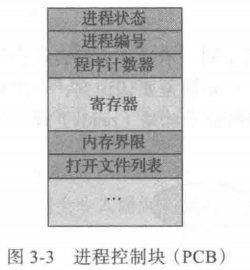 进程状态
进程编号
程序计数器
寄存器
内存界限
打开文件列表
...
图 3-3 进程控制块（PCB）